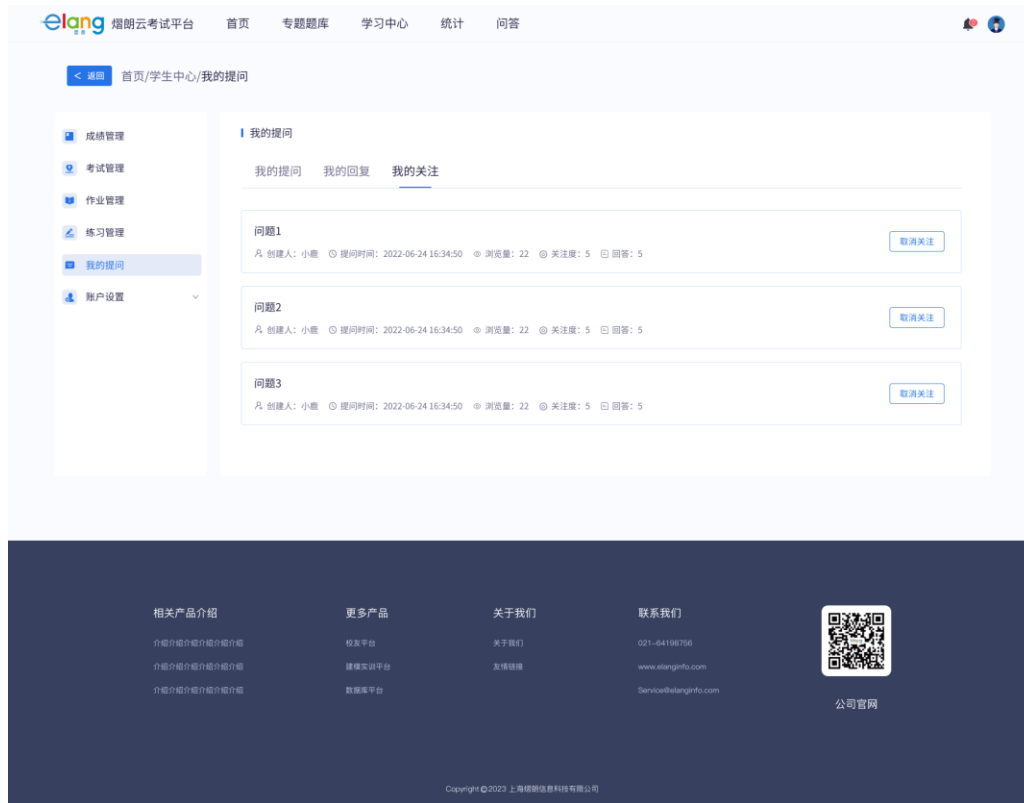 elang 熠朗云考试平台 首页 专题题库 学习中心 统计 问答
< 返回 首页/学生中心/我的提问
成绩管理
考试管理
作业管理
练习管理
我的提问
账户设置
我的提问
我的提问 我的回复 我的关注
问题1
创建人：小鹿 提问时间：2022-06-24 16:34:50 浏览量：22 关注度：5 回答：5
取消关注
问题2
创建人：小鹿 提问时间：2022-06-24 16:34:50 浏览量：22 关注度：5 回答：5
取消关注
问题3
创建人：小鹿 提问时间：2022-06-24 16:34:50 浏览量：22 关注度：5 回答：5
取消关注
相关产品介绍
介绍介绍介绍介绍介绍介绍
介绍介绍介绍介绍介绍介绍
介绍介绍介绍介绍介绍介绍
更多产品
校友平台
建模实训平台
数据库平台
关于我们
关于我们
友情链接
联系我们
021-64198756
www.elanginfo.com
Service@elanginfo.com
公司官网
Copyright©2023 上海熠朗信息科技有限公司